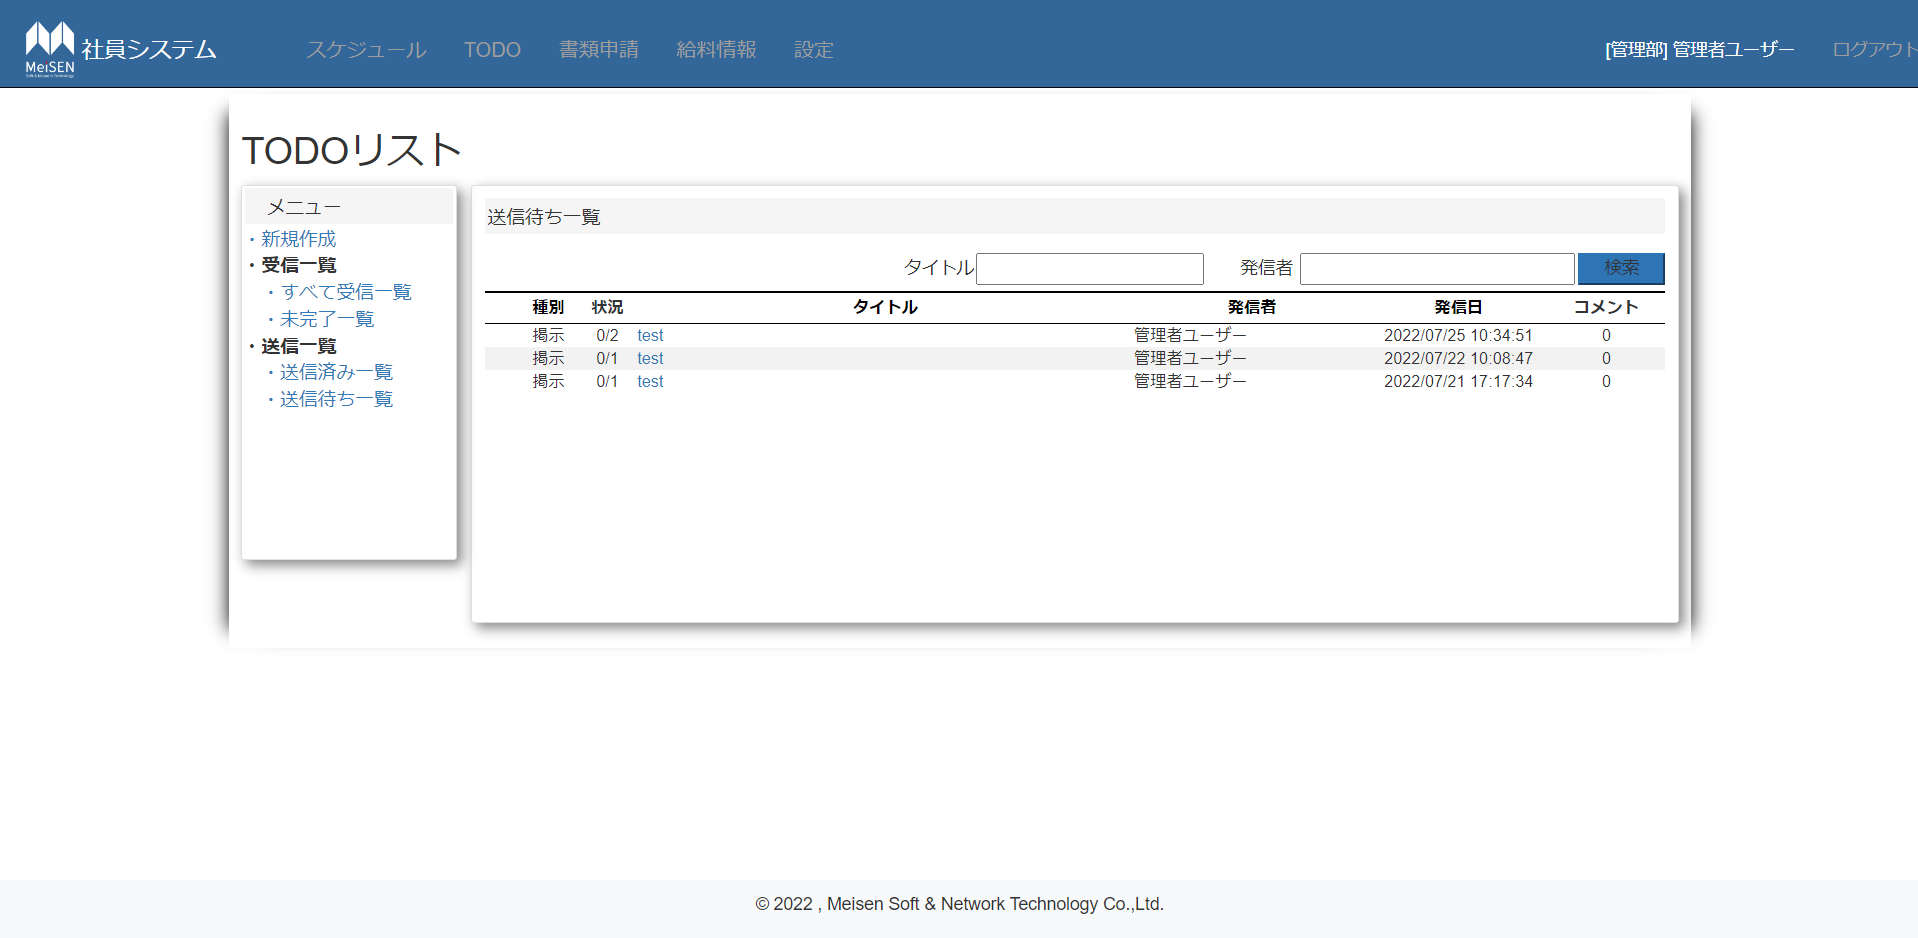 MeiSEN
社員システム スケジュール TODO 書類申請 給料情報 設定 [管理部] 管理者ユーザー ログアウト
TODOリスト
メニュー
・新規作成
・受信一覧
・すべて受信一覧
・未完了一覧
・送信一覧
・送信済み一覧
・送信待ち一覧
送信待ち一覧
タイトル 発信者 検索
種別 状況 タイトル 発信者 発信日 コメント
掲示 0/2 test 管理者ユーザー 2022/07/25 10:34:51 0
掲示 0/1 test 管理者ユーザー 2022/07/22 10:08:47 0
掲示 0/1 test 管理者ユーザー 2022/07/21 17:17:34 0
© 2022 , Meisen Soft & Network Technology Co.,Ltd.